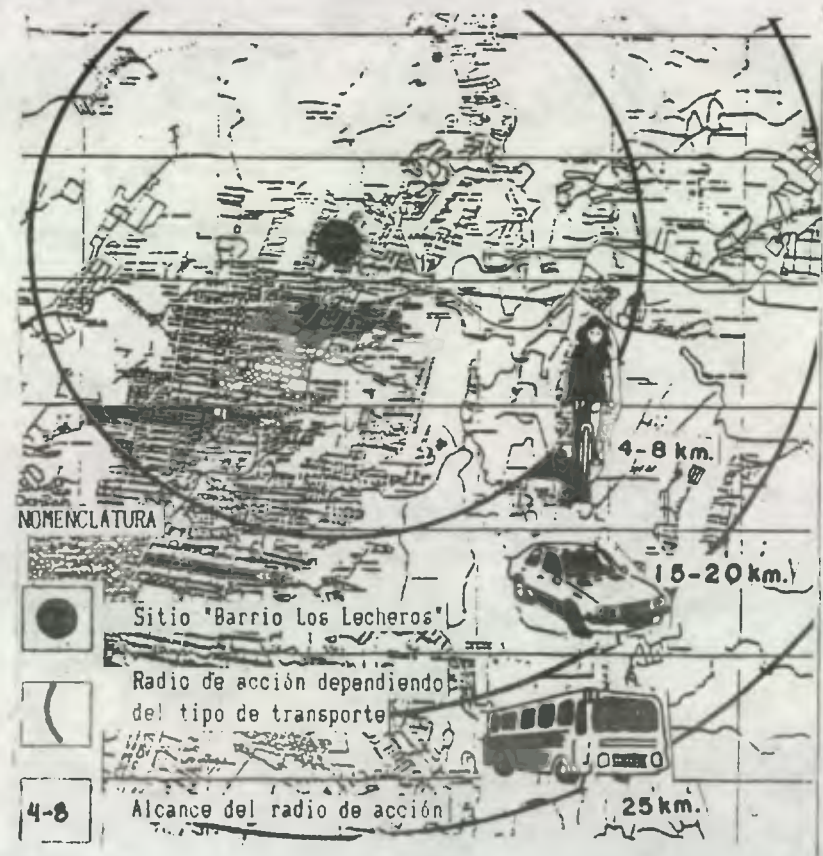 4-8 km.
NOMENCLATURA
15-20 km.
Sitio "Barrio Los Lecheros"
Radio de acción dependiendo
del tipo de transporte
4-8
Alcance del radio de acción
25 km.